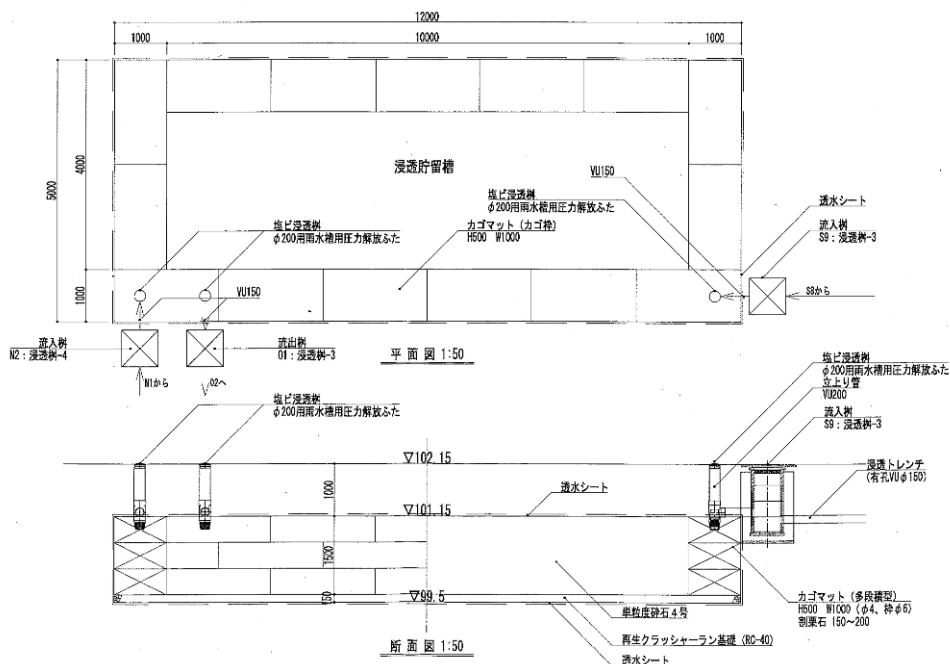 12000
1000
10000
1000
5000
4000
1000
浸透貯留槽
VU150
塩ビ浸透桝
φ200用雨水槽用圧力解放ふた
透水シート
流入桝
S9：浸透桝-3
塩ビ浸透桝
φ200用雨水槽用圧力解放ふた
カゴマット（カゴ枠）
H500 W1000
S8から
VU150
流入桝
N2：浸透桝-4
流出桝
O1：浸透桝-3
平面図 1:50
N1から
O2へ
塩ビ浸透桝
φ200用雨水槽用圧力解放ふた
立上り管
VU200
塩ビ浸透桝
φ200用雨水槽用圧力解放ふた
流入桝
S9：浸透桝-3
▽102.15
浸透トレンチ
(有孔VUφ150)
1000
透水シート
▽101.15
1500
▽99.5
150
カゴマット（多段積型）
H500 W1000（φ4、枠φ6）
割栗石 150～200
単粒度砕石４号
再生クラッシャーラン基礎（RC-40）
断面図 1:50
透水シート